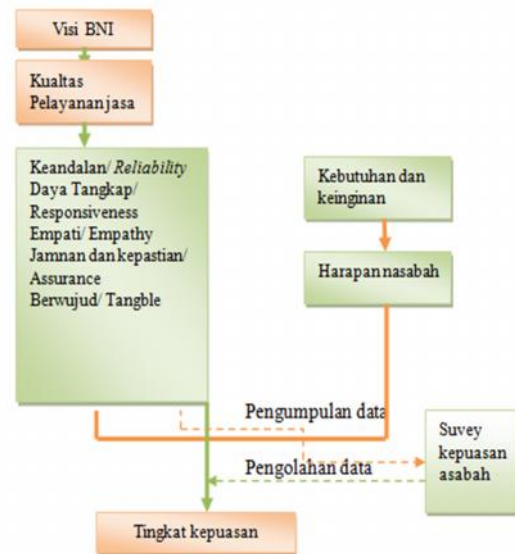 Visi BNI
Kualtas
Pelayanan jasa
Keandalan/ Reliability
Daya Tangkap/
Responsiveness
Empati/ Empathy
Jamnan dan kepastian/
Assurance
Berwujud/ Tangble
Kebutuhan dan
keinginan
Harapan nasabah
Pengumpulan data
Pengolahan data
Suvey
kepuasan
asabah
Tingkat kepuasan